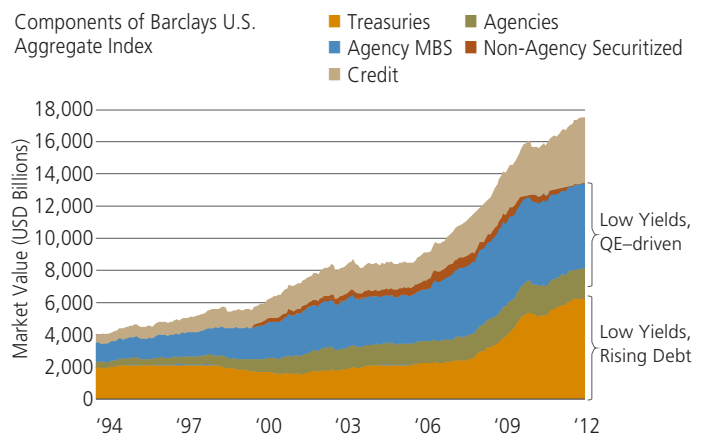 Components of Barclays U.S.
Aggregate Index
Treasuries
Agencies
Agency MBS
Non-Agency Securitized
Credit
Market Value (USD Billions)
18,000
16,000
14,000
12,000
10,000
8,000
6,000
4,000
2,000
0
Low Yields,
QE–driven
Low Yields,
Rising Debt
‘94 ‘97 ‘00 ‘03 ‘06 ‘09 ‘12